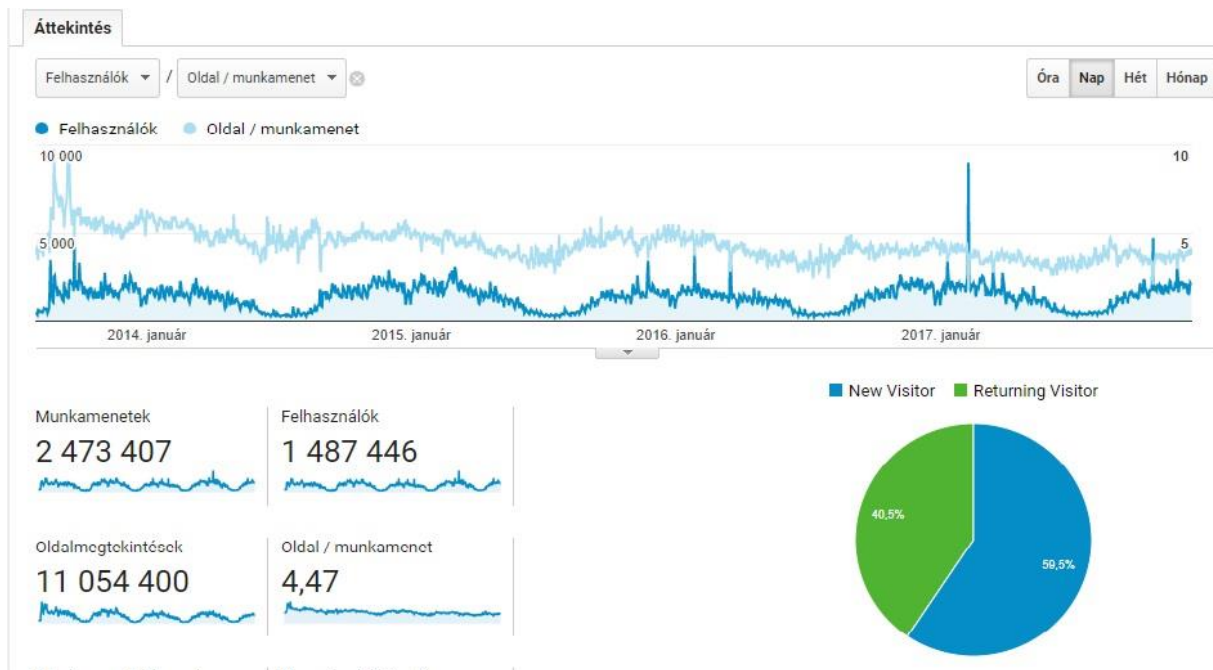 Áttekintés
Felhasználók / Oldal / munkamenet
Óra Nap Hét Hónap
Felhasználók Oldal / munkamenet
10 000 10
5 000 5
2014. január 2015. január 2016. január 2017. január
New Visitor Returning Visitor
Munkamenetek Felhasználók
2 473 407 1 487 446
40,5%
59,5%
Oldalmegtekintések Oldal / munkamenet
11 054 400 4,47